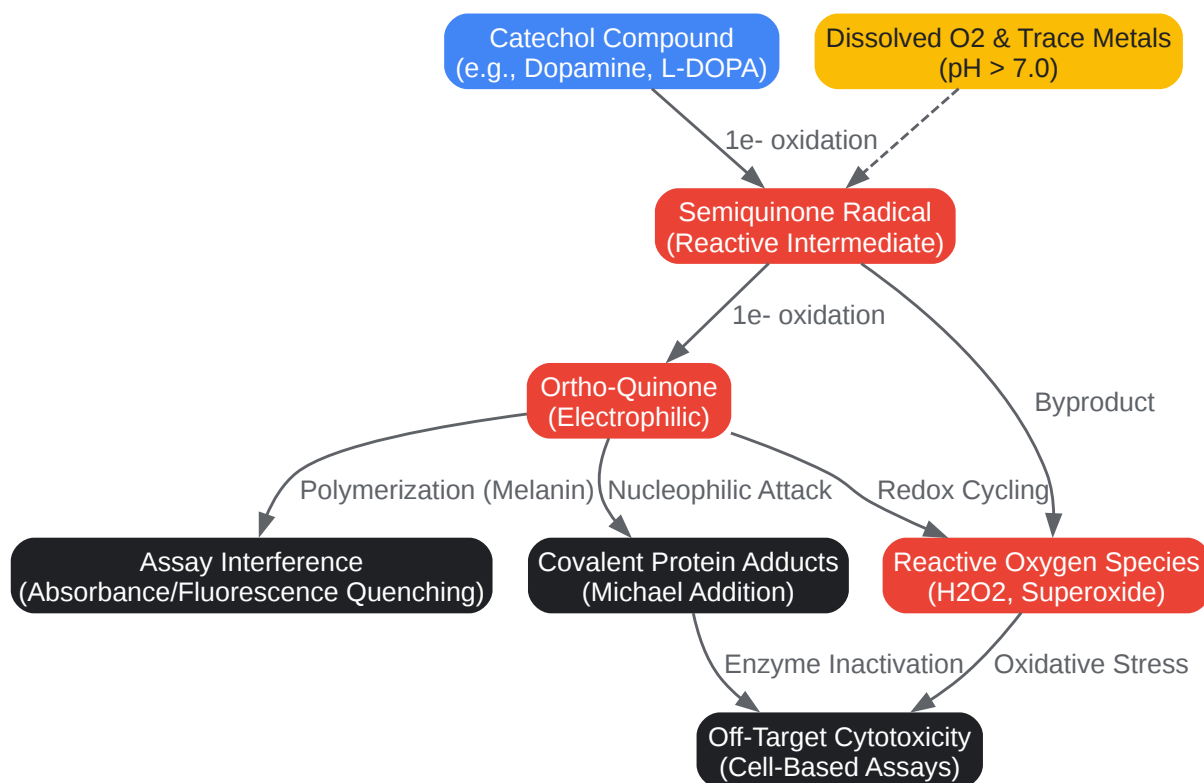 Catechol Compound
(e.g., Dopamine, L-DOPA)
Dissolved O2 & Trace Metals
(pH > 7.0)
1e- oxidation
Semiquinone Radical
(Reactive Intermediate)
1e- oxidation
Ortho-Quinone
(Electrophilic)
Byproduct
Polymerization (Melanin)
Nucleophilic Attack
Redox Cycling
Assay Interference
(Absorbance/Fluorescence Quenching)
Covalent Protein Adducts
(Michael Addition)
Reactive Oxygen Species
(H2O2, Superoxide)
Enzyme Inactivation
Oxidative Stress
Off-Target Cytotoxicity
(Cell-Based Assays)